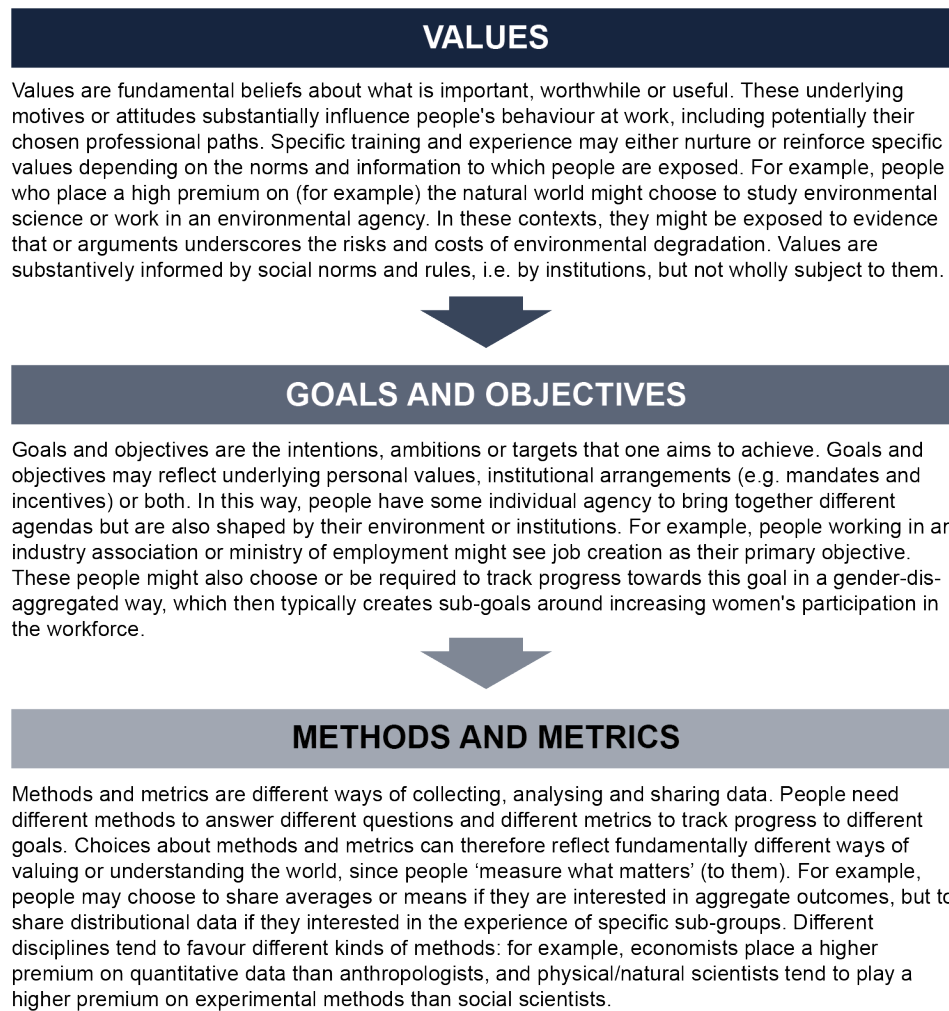 VALUES
Values are fundamental beliefs about what is important, worthwhile or useful. These underlying
motives or attitudes substantially influence people's behaviour at work, including potentially their
chosen professional paths. Specific training and experience may either nurture or reinforce specific
values depending on the norms and information to which people are exposed. For example, people
who place a high premium on (for example) the natural world might choose to study environmental
science or work in an environmental agency. In these contexts, they might be exposed to evidence
that or arguments underscores the risks and costs of environmental degradation. Values are
substantively informed by social norms and rules, i.e. by institutions, but not wholly subject to them.
GOALS AND OBJECTIVES
Goals and objectives are the intentions, ambitions or targets that one aims to achieve. Goals and
objectives may reflect underlying personal values, institutional arrangements (e.g. mandates and
incentives) or both. In this way, people have some individual agency to bring together different
agendas but are also shaped by their environment or institutions. For example, people working in an
industry association or ministry of employment might see job creation as their primary objective.
These people might also choose or be required to track progress towards this goal in a gender-dis-
aggregated way, which then typically creates sub-goals around increasing women's participation in
the workforce.
METHODS AND METRICS
Methods and metrics are different ways of collecting, analysing and sharing data. People need
different methods to answer different questions and different metrics to track progress to different
goals. Choices about methods and metrics can therefore reflect fundamentally different ways of
valuing or understanding the world, since people ‘measure what matters’ (to them). For example,
people may choose to share averages or means if they are interested in aggregate outcomes, but to
share distributional data if they interested in the experience of specific sub-groups. Different
disciplines tend to favour different kinds of methods: for example, economists place a higher
premium on quantitative data than anthropologists, and physical/natural scientists tend to play a
higher premium on experimental methods than social scientists.